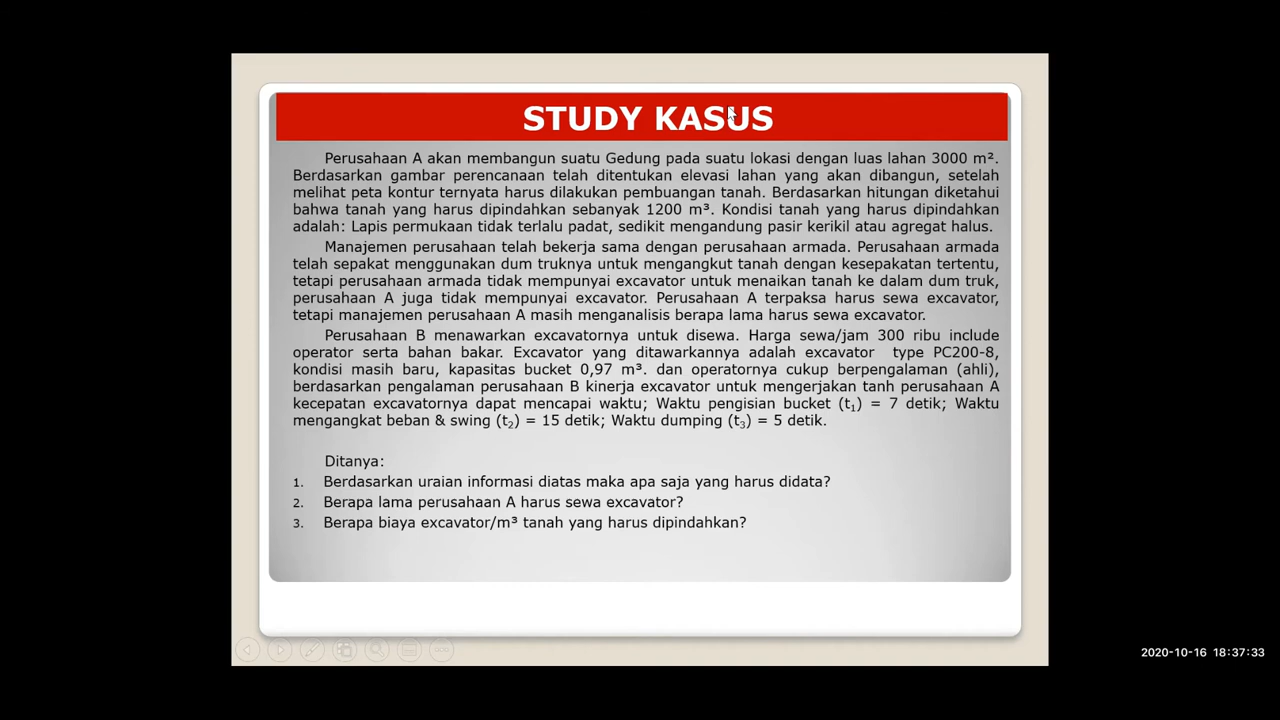 STUDY KASUS
Perusahaan A akan membangun suatu Gedung pada suatu lokasi dengan luas lahan 3000 m².
Berdasarkan gambar perencanaan telah ditentukan elevasi lahan yang akan dibangun, setelah
melihat peta kontur ternyata harus dilakukan pembuangan tanah. Berdasarkan hitungan diketahui
bahwa tanah yang harus dipindahkan sebanyak 1200 m³. Kondisi tanah yang harus dipindahkan
adalah: Lapis permukaan tidak terlalu padat, sedikit mengandung pasir kerikil atau agregat halus.
Manajemen perusahaan telah bekerja sama dengan perusahaan armada. Perusahaan armada
telah sepakat menggunakan dum truknya untuk mengangkut tanah dengan kesepakatan tertentu,
tetapi perusahaan armada tidak mempunyai excavator untuk menaikan tanah ke dalam dum truk,
perusahaan A juga tidak mempunyai excavator. Perusahaan A terpaksa harus sewa excavator,
tetapi manajemen perusahaan A masih menganalisis berapa lama harus sewa excavator.
Perusahaan B menawarkan excavatornya untuk disewa. Harga sewa/jam 300 ribu include
operator serta bahan bakar. Excavator yang ditawarkannya adalah excavator type PC200-8,
kondisi masih baru, kapasitas bucket 0,97 m³. dan operatornya cukup berpengalaman (ahli),
berdasarkan pengalaman perusahaan B kinerja excavator untuk mengerjakan tanh perusahaan A
kecepatan excavatornya dapat mencapai waktu; Waktu pengisian bucket (t₁) = 7 detik; Waktu
mengangkat beban & swing (t₂) = 15 detik; Waktu dumping (t₃) = 5 detik.
Ditanya:
1. Berdasarkan uraian informasi diatas maka apa saja yang harus didata?
2. Berapa lama perusahaan A harus sewa excavator?
3. Berapa biaya excavator/m³ tanah yang harus dipindahkan?
2020-10-16 18:37:33